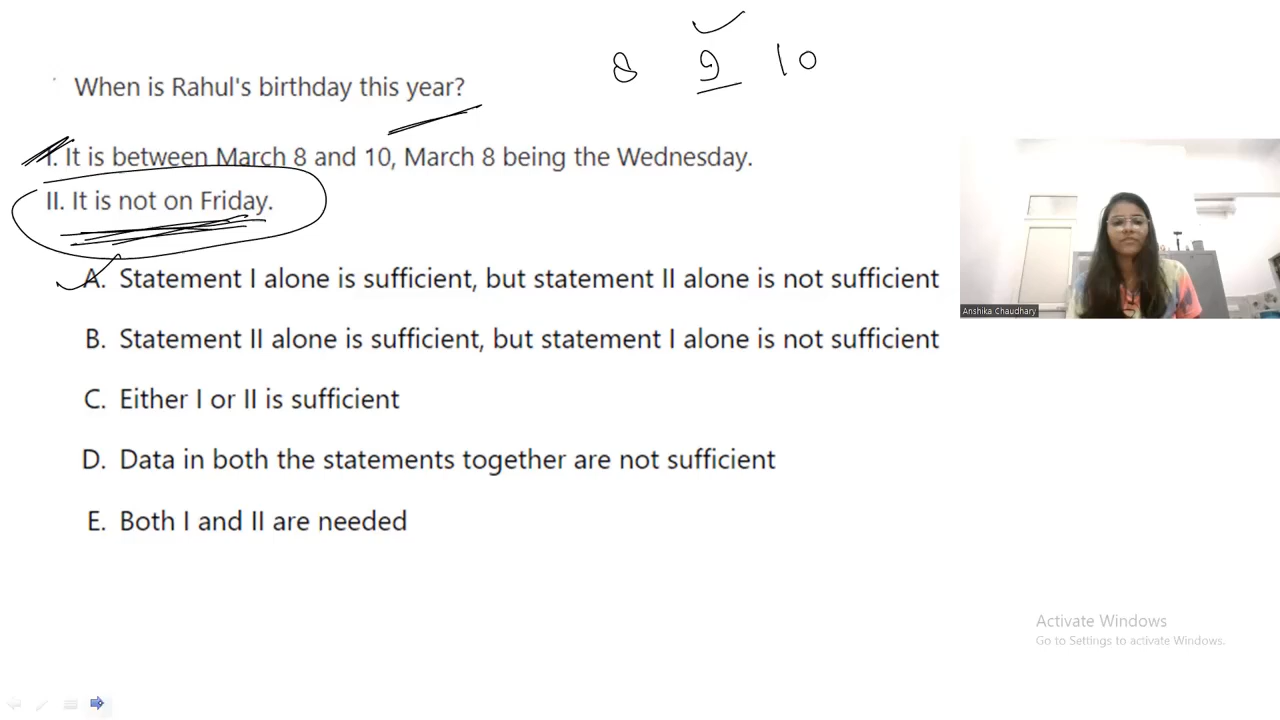 8 9 10
When is Rahul's birthday this year?
I. It is between March 8 and 10, March 8 being the Wednesday.
II. It is not on Friday.
A. Statement I alone is sufficient, but statement II alone is not sufficient
B. Statement II alone is sufficient, but statement I alone is not sufficient
C. Either I or II is sufficient
D. Data in both the statements together are not sufficient
E. Both I and II are needed
Anshika Chaudhary
Activate Windows
Go to Settings to activate Windows.